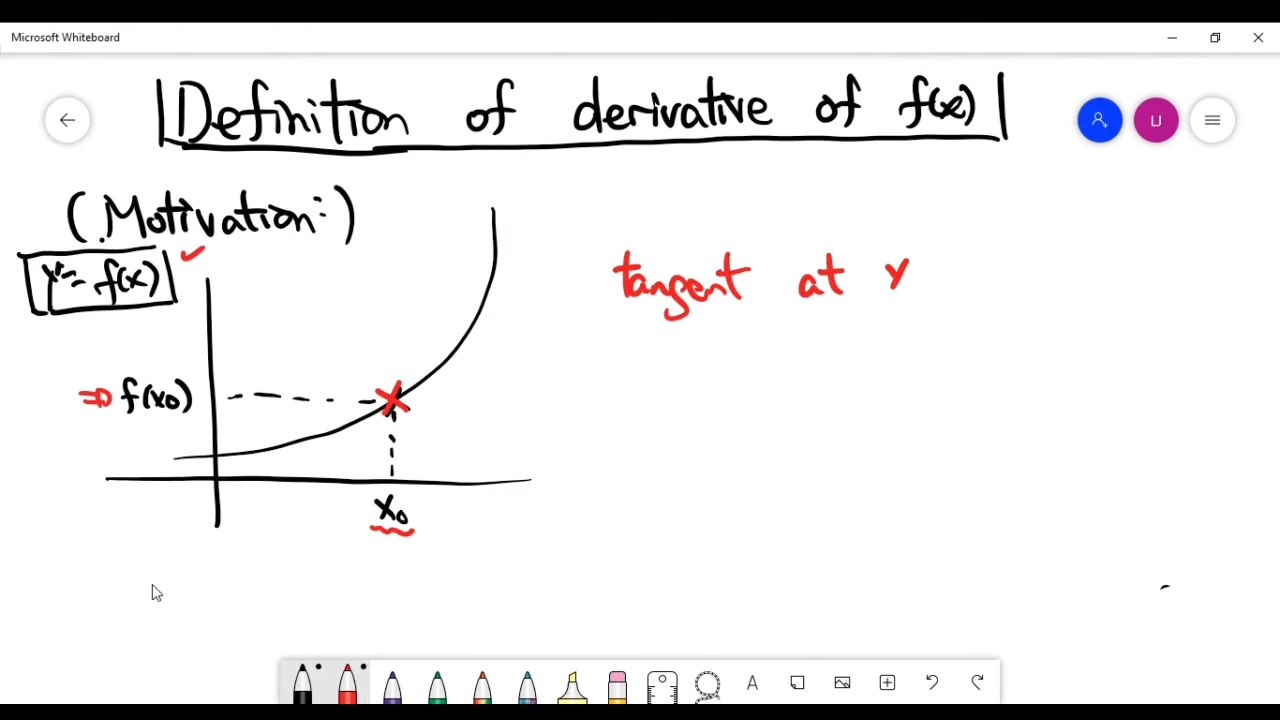 Microsoft Whiteboard
Definition of derivative of f(x)
U
(Motivation:)
y = f(x)
tangent at x
⇒ f(x₀)
x₀
A